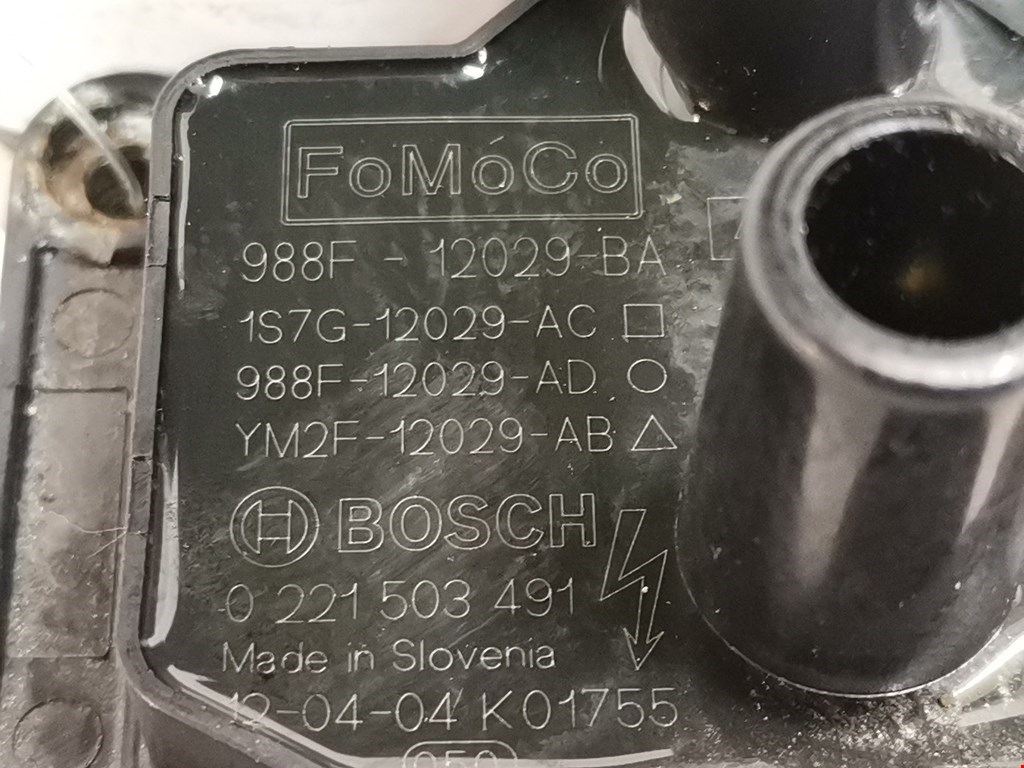 FoMoCo
988F - 12029-BA
1S7G-12029-AC
988F-12029-AD
YM2F-12029-AB
BOSCH
0 221 503 491
Made in Slovenia
12-04-04 K01755